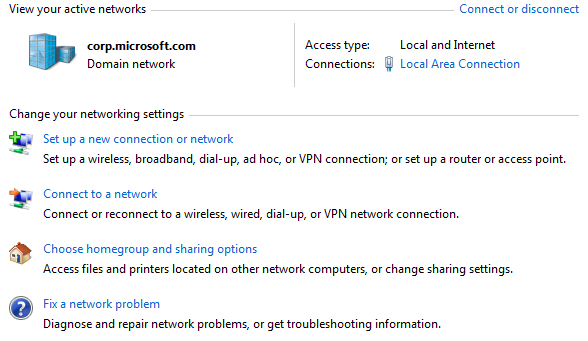 View your active networks Connect or disconnect
corp.microsoft.com Access type: Local and Internet
Domain network Connections: Local Area Connection
Change your networking settings
Set up a new connection or network
Set up a wireless, broadband, dial-up, ad hoc, or VPN connection; or set up a router or access point.
Connect to a network
Connect or reconnect to a wireless, wired, dial-up, or VPN network connection.
Choose homegroup and sharing options
Access files and printers located on other network computers, or change sharing settings.
Fix a network problem
Diagnose and repair network problems, or get troubleshooting information.